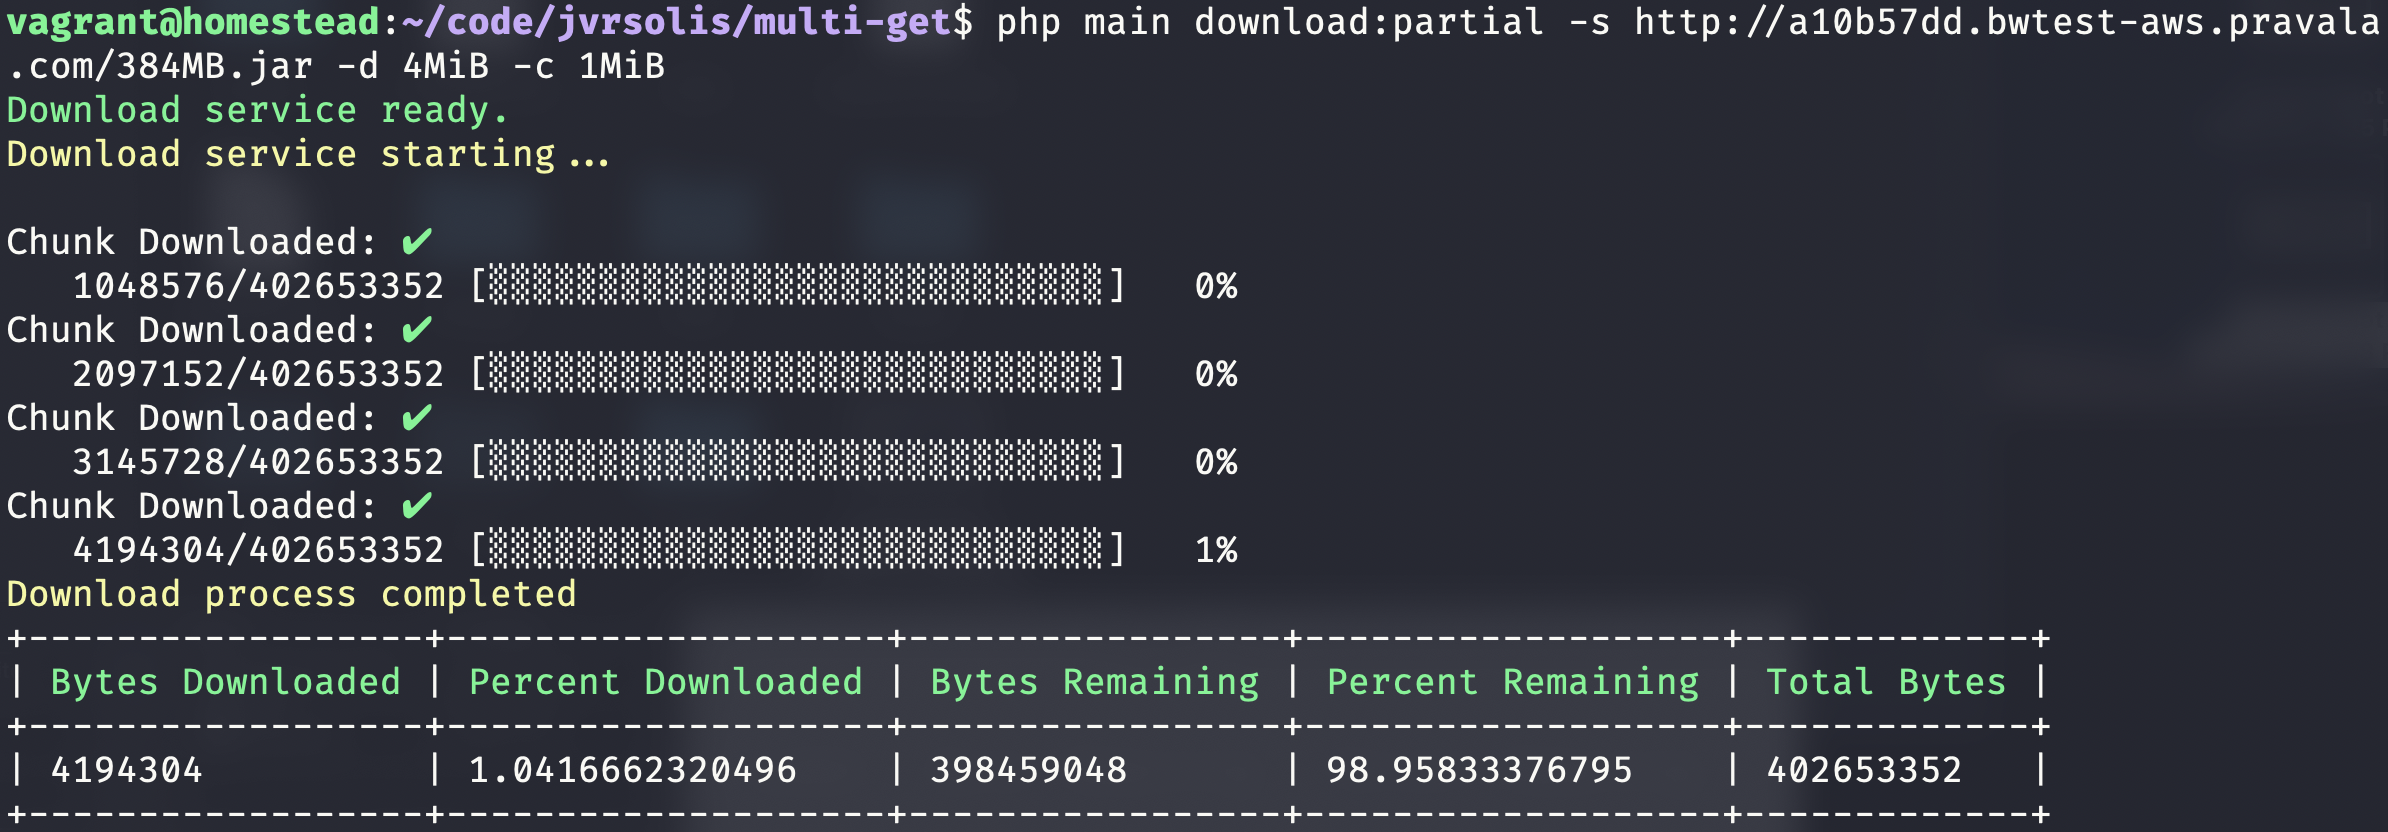 vagrant@homestead:~/code/jvrsolis/multi-get$ php main download:partial -s http://a10b57dd.bwtest-aws.pravala
.com/384MB.jar -d 4MiB -c 1MiB
Download service ready.
Download service starting...
Chunk Downloaded: ✔
1048576/402653352 [░░░░░░░░░░░░░░░░░░░░░░░░░░░░]   0%
Chunk Downloaded: ✔
2097152/402653352 [░░░░░░░░░░░░░░░░░░░░░░░░░░░░]   0%
Chunk Downloaded: ✔
3145728/402653352 [░░░░░░░░░░░░░░░░░░░░░░░░░░░░]   0%
Chunk Downloaded: ✔
4194304/402653352 [░░░░░░░░░░░░░░░░░░░░░░░░░░░░]   1%
Download process completed
+------------------+--------------------+----------------+-------------------+-------------+
| Bytes Downloaded | Percent Downloaded | Bytes Remaining | Percent Remaining | Total Bytes |
+------------------+--------------------+----------------+-------------------+-------------+
| 4194304 | 1.0416662320496 | 398459048 | 98.95833376795 | 402653352 |
+------------------+--------------------+----------------+-------------------+-------------+